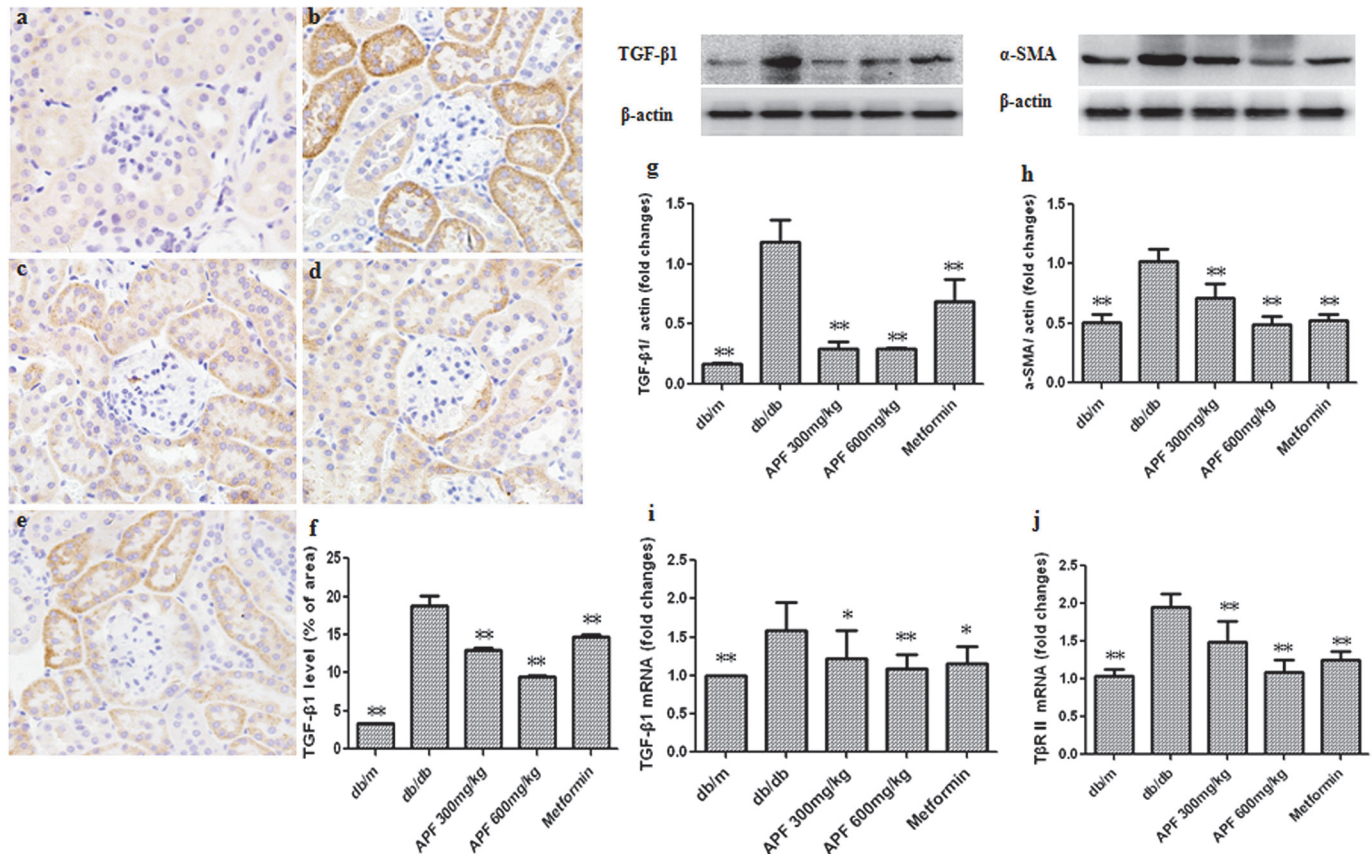 a
b
TGF-β1
β-actin
α-SMA
β-actin
c
d
g
TGF-β1/ actin (fold changes)
1.5
1.0
0.5
0.0
**
**
**
**
db/m
db/db
APF 300mg/kg
APF 600mg/kg
Metformin
h
a-SMA/ actin (fold changes)
1.5
1.0
0.5
0.0
**
**
**
**
db/m
db/db
APF 300mg/kg
APF 600mg/kg
Metformin
e
f
TGF-β1 level (% of area)
25
20
15
10
5
0
**
**
**
**
db/m
db/db
APF 300mg/kg
APF 600mg/kg
Metformin
i
TGF-β1 mRNA (fold changes)
2.5
2.0
1.5
1.0
0.5
0.0
**
*
**
*
db/m
db/db
APF 300mg/kg
APF 600mg/kg
Metformin
j
TβR II mRNA (fold changes)
2.5
2.0
1.5
1.0
0.5
0.0
**
**
**
**
db/m
db/db
APF 300mg/kg
APF 600mg/kg
Metformin